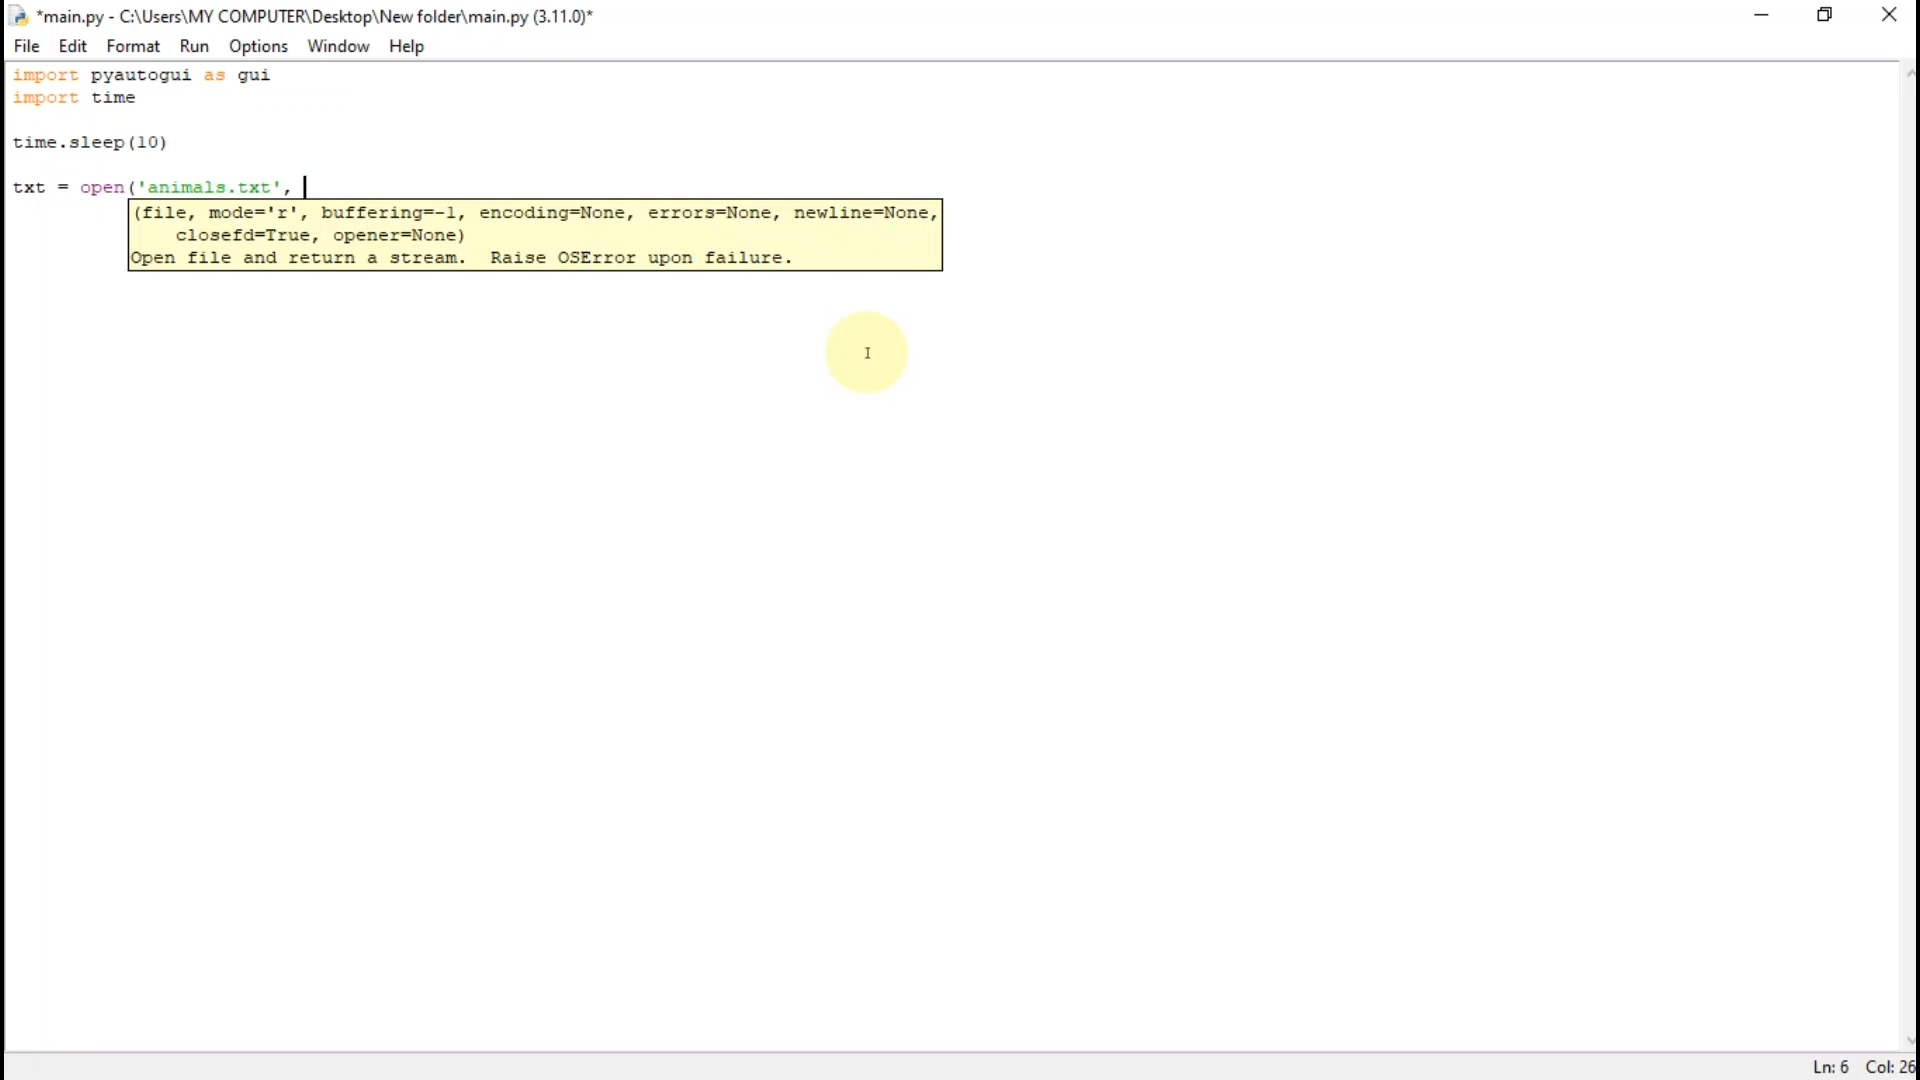 *main.py - C:\Users\MY COMPUTER\Desktop\New folder\main.py (3.11.0)*
File Edit Format Run Options Window Help
import pyautogui as gui
import time
time.sleep(10)
txt = open('animals.txt',
(file, mode='r', buffering=-1, encoding=None, errors=None, newline=None,
closefd=True, opener=None)
Open file and return a stream.  Raise OSError upon failure.
Ln: 6 Col: 26